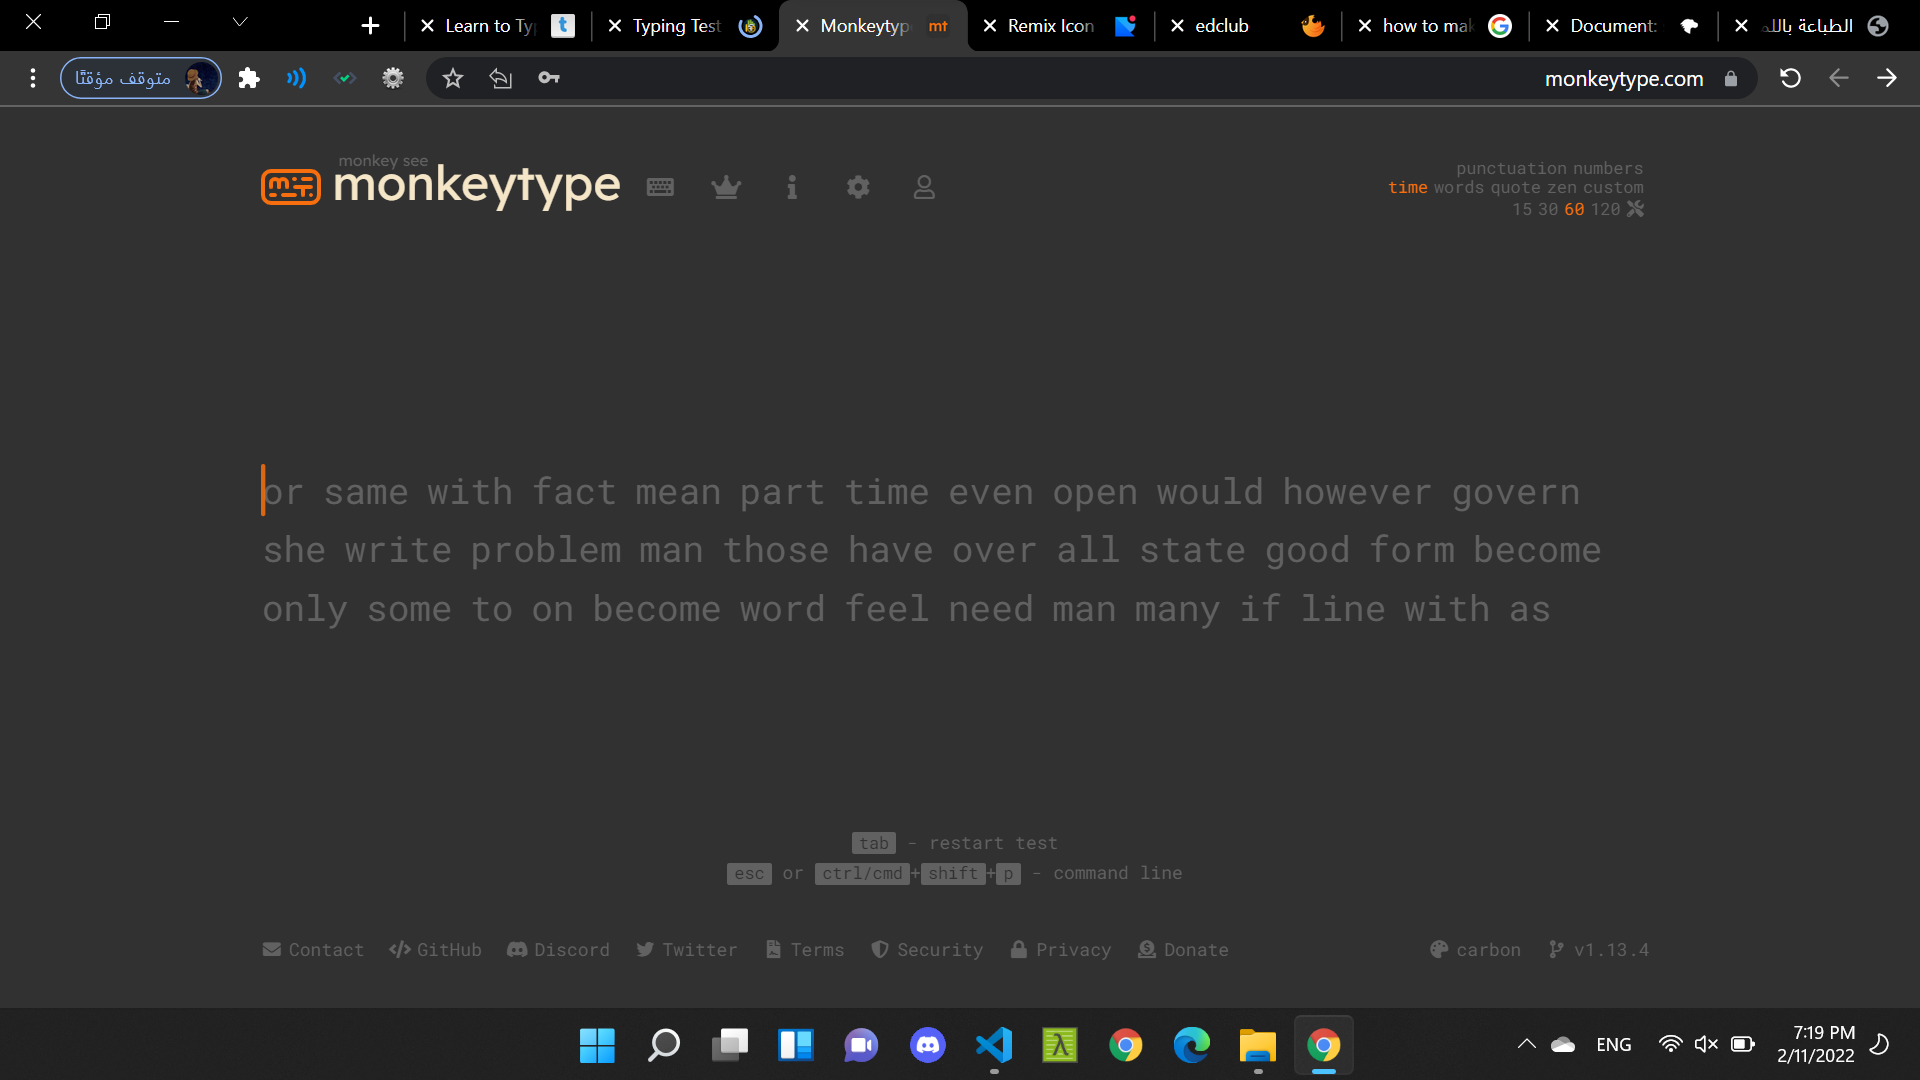 Learn to Ty
Typing Test
Monkeytyp
mt
Remix Icon
edclub
how to mak
Document:
الطباعة باللم
متوقف مؤقتًا
monkeytype.com
monkey see
monkeytype
punctuation numbers
time words quote zen custom
15 30 60 120
or same with fact mean part time even open would however govern
she write problem man those have over all state good form become
only some to on become word feel need man many if line with as
tab - restart test
esc or ctrl/cmd+shift+p - command line
Contact GitHub Discord Twitter Terms Security Privacy Donate carbon v1.13.4
ENG
7:19 PM
2/11/2022